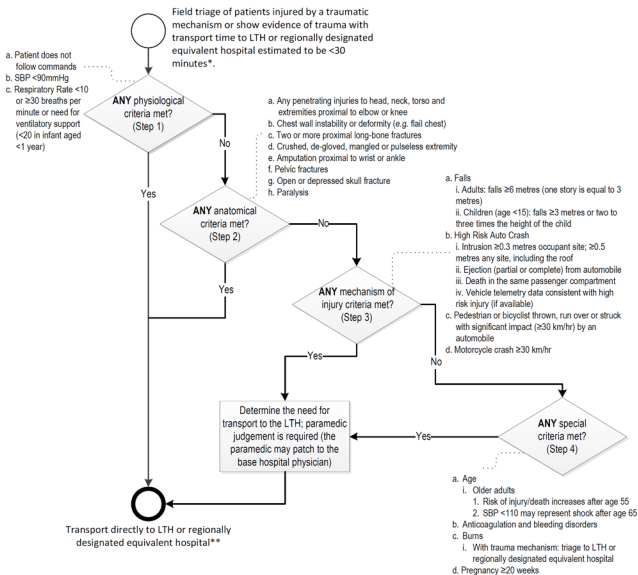 Field triage of patients injured by a traumatic
mechanism or show evidence of trauma with
transport time to LTH or regionally designated
equivalent hospital estimated to be <30
minutes*.
a. Patient does not
follow commands
b. SBP <90mmHg
c. Respiratory Rate <10
or ≥30 breaths per
minute or need for
ventilatory support
(<20 in infant aged
<1 year)
ANY physiological
criteria met?
(Step 1)
No
Yes
a. Any penetrating injuries to head, neck, torso and
extremities proximal to elbow or knee
b. Chest wall instability or deformity (e.g. flail chest)
c. Two or more proximal long-bone fractures
d. Crushed, de-gloved, mangled or pulseless extremity
e. Amputation proximal to wrist or ankle
f. Pelvic fractures
g. Open or depressed skull fracture
h. Paralysis
ANY anatomical
criteria met?
(Step 2)
No
Yes
a. Falls
i. Adults: falls ≥6 metres (one story is equal to 3
metres)
ii. Children (age <15): falls ≥3 metres or two to
three times the height of the child
b. High Risk Auto Crash
i. Intrusion ≥0.3 metres occupant site; ≥0.5
metres any site, including the roof
ii. Ejection (partial or complete) from automobile
iii. Death in the same passenger compartment
iv. Vehicle telemetry data consistent with high
risk injury (if available)
c. Pedestrian or bicyclist thrown, run over or struck
with significant impact (≥30 km/hr) by an
automobile
d. Motorcycle crash ≥30 km/hr
ANY mechanism of
injury criteria met?
(Step 3)
Yes
No
Determine the need for
transport to the LTH; paramedic
judgement is required (the
paramedic may patch to the
base hospital physician)
Yes
ANY special
criteria met?
(Step 4)
a. Age
i. Older adults
1. Risk of injury/death increases after age 55
2. SBP <110 may represent shock after age 65
b. Anticoagulation and bleeding disorders
c. Burns
i. With trauma mechanism: triage to LTH or
regionally designated equivalent hospital
d. Pregnancy ≥20 weeks
Transport directly to LTH or regionally
designated equivalent hospital**